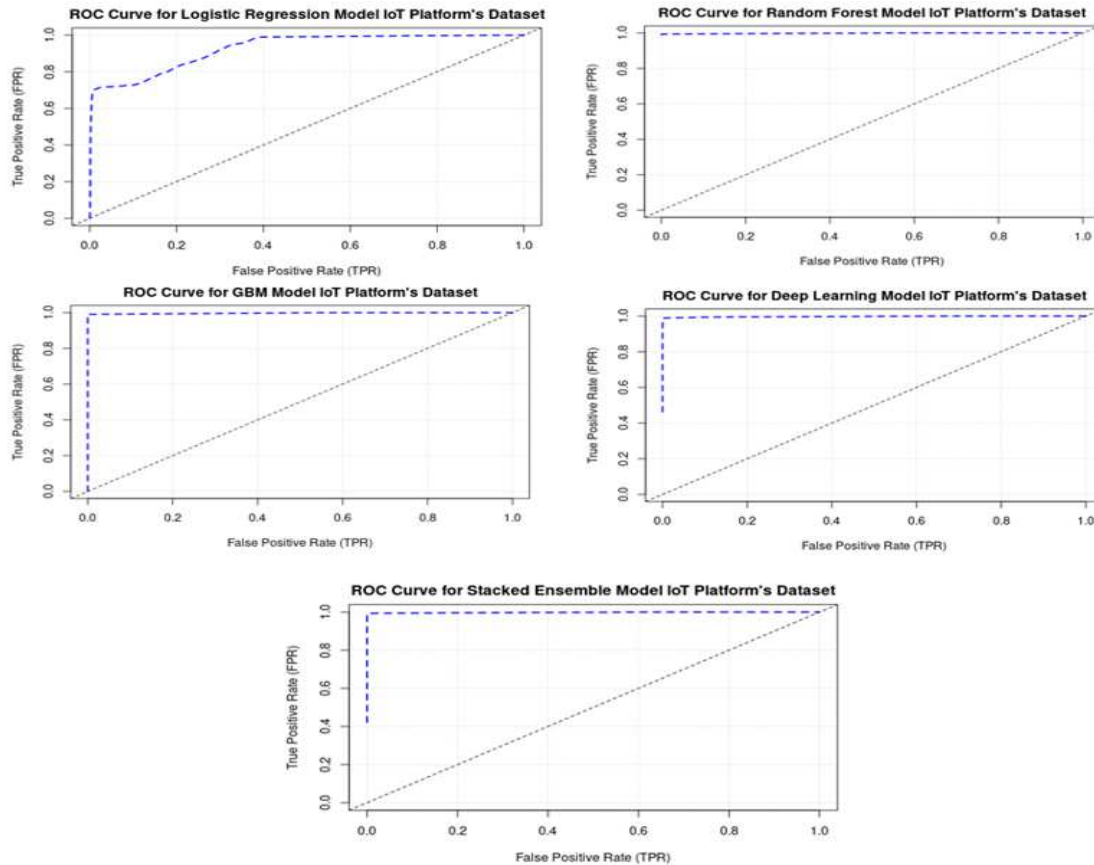 ROC Curve for Logistic Regression Model IoT Platform's Dataset
True Positive Rate (FPR)
1.0
0.8
0.6
0.4
0.2
0.0
0.0 0.2 0.4 0.6 0.8 1.0
False Positive Rate (TPR)
ROC Curve for Random Forest Model IoT Platform's Dataset
True Positive Rate (FPR)
1.0
0.8
0.6
0.4
0.2
0.0
0.0 0.2 0.4 0.6 0.8 1.0
False Positive Rate (TPR)
ROC Curve for GBM Model IoT Platform's Dataset
True Positive Rate (FPR)
1.0
0.8
0.6
0.4
0.2
0.0
0.0 0.2 0.4 0.6 0.8 1.0
False Positive Rate (TPR)
ROC Curve for Deep Learning Model IoT Platform's Dataset
True Positive Rate (FPR)
1.0
0.8
0.6
0.4
0.2
0.0
0.0 0.2 0.4 0.6 0.8 1.0
False Positive Rate (TPR)
ROC Curve for Stacked Ensemble Model IoT Platform's Dataset
True Positive Rate (FPR)
1.0
0.8
0.6
0.4
0.2
0.0
0.0 0.2 0.4 0.6 0.8 1.0
False Positive Rate (TPR)